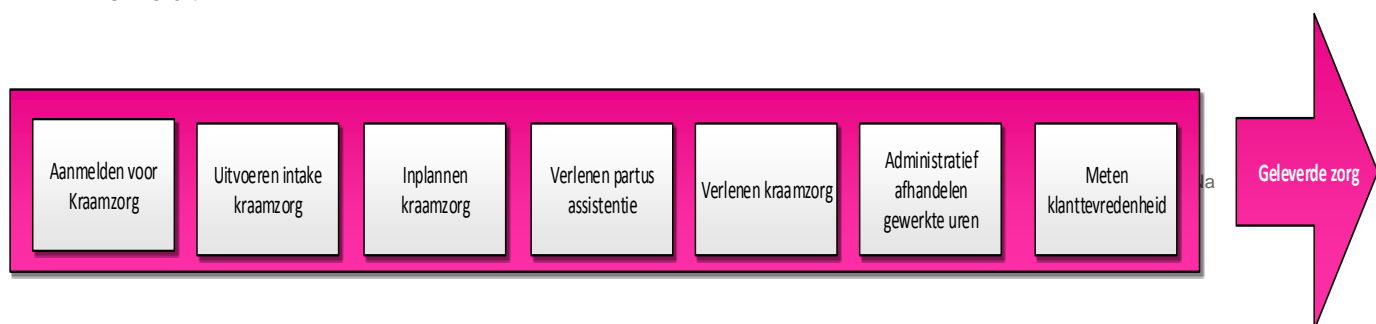 Aanmelden voor
Kraamzorg
Uitvoeren intake
kraamzorg
Inplannen
kraamzorg
Verlenen partus
assistentie
Verlenen kraamzorg
Administratief
afhandelen
gewerkte uren
Meten
klanttevredenheid
Geleverde zorg